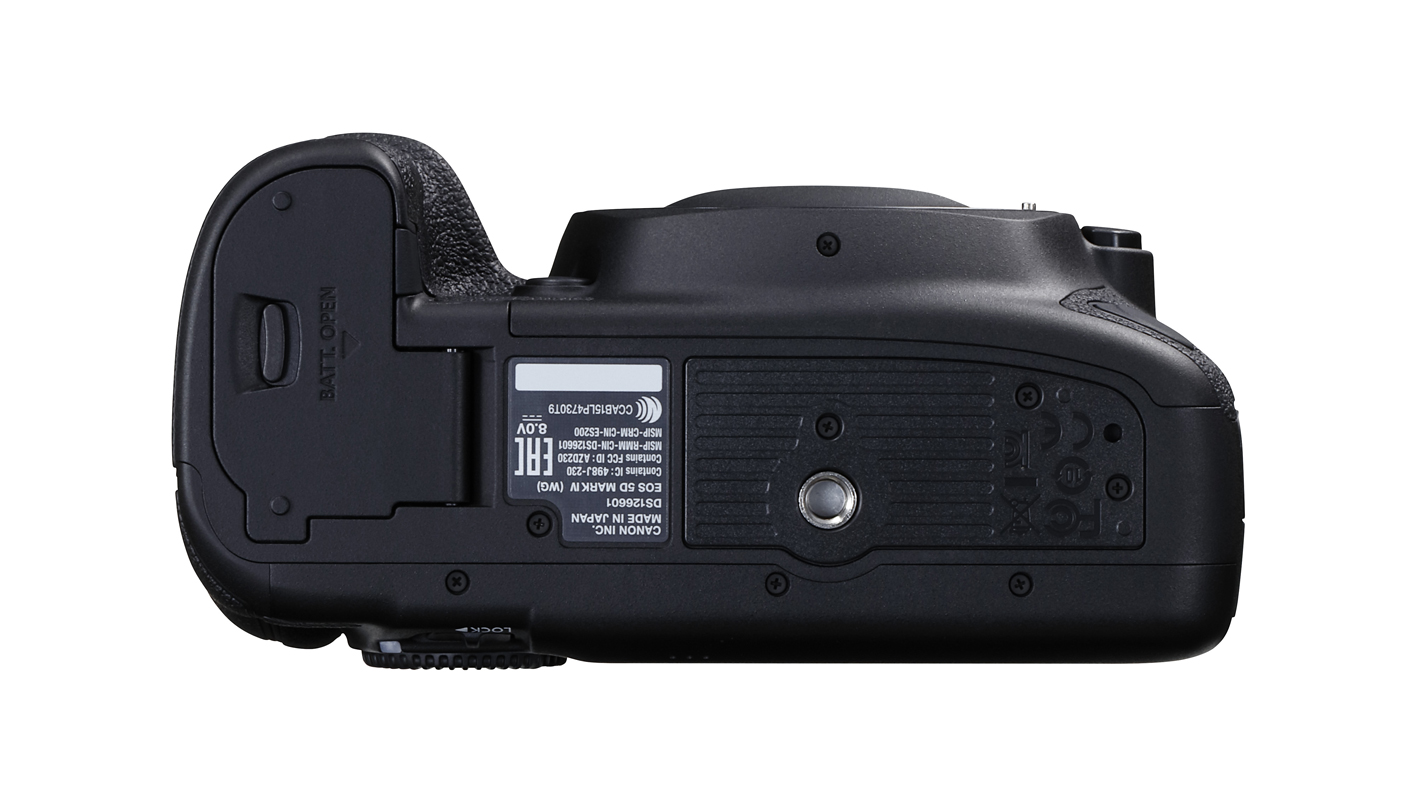 BATT. OPEN
CANON INC.
MADE IN JAPAN
DS126601
EOS 5D MARK IV (WG)
Contains IC: 498J-230
Contains FCC ID: AZD230
MSIP-RMM-CIN-DS126601
MSIP-CRM-CIN-ES200
EAC
8.0V
CCAB15LP4730T9
LOCK